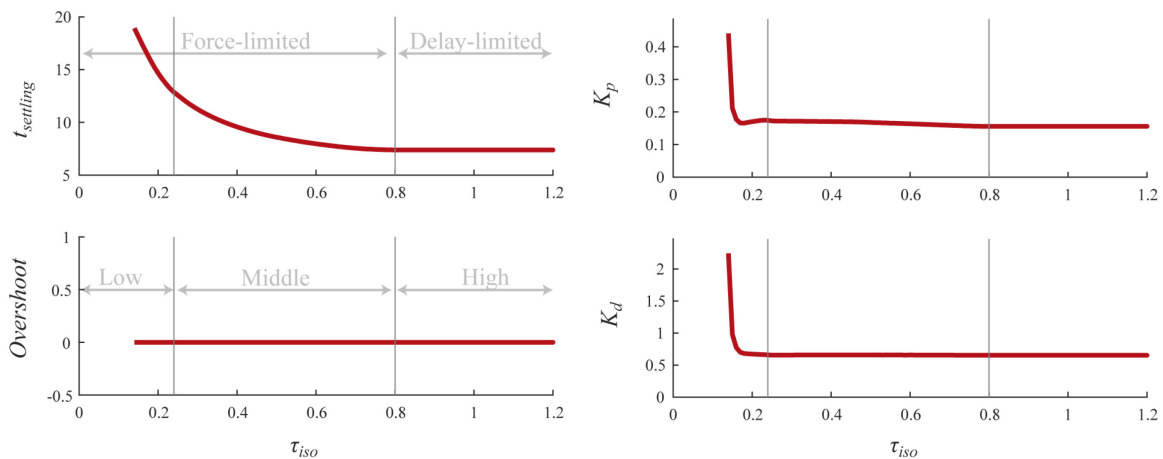 20
15
10
5
t_settling
Force-limited
Delay-limited
0 0.2 0.4 0.6 0.8 1 1.2
0.4
0.3
0.2
0.1
0
K_p
0 0.2 0.4 0.6 0.8 1 1.2
1
0.5
0
-0.5
Overshoot
Low Middle High
0 0.2 0.4 0.6 0.8 1 1.2
τ_iso
2
1.5
1
0.5
0
K_d
0 0.2 0.4 0.6 0.8 1 1.2
τ_iso